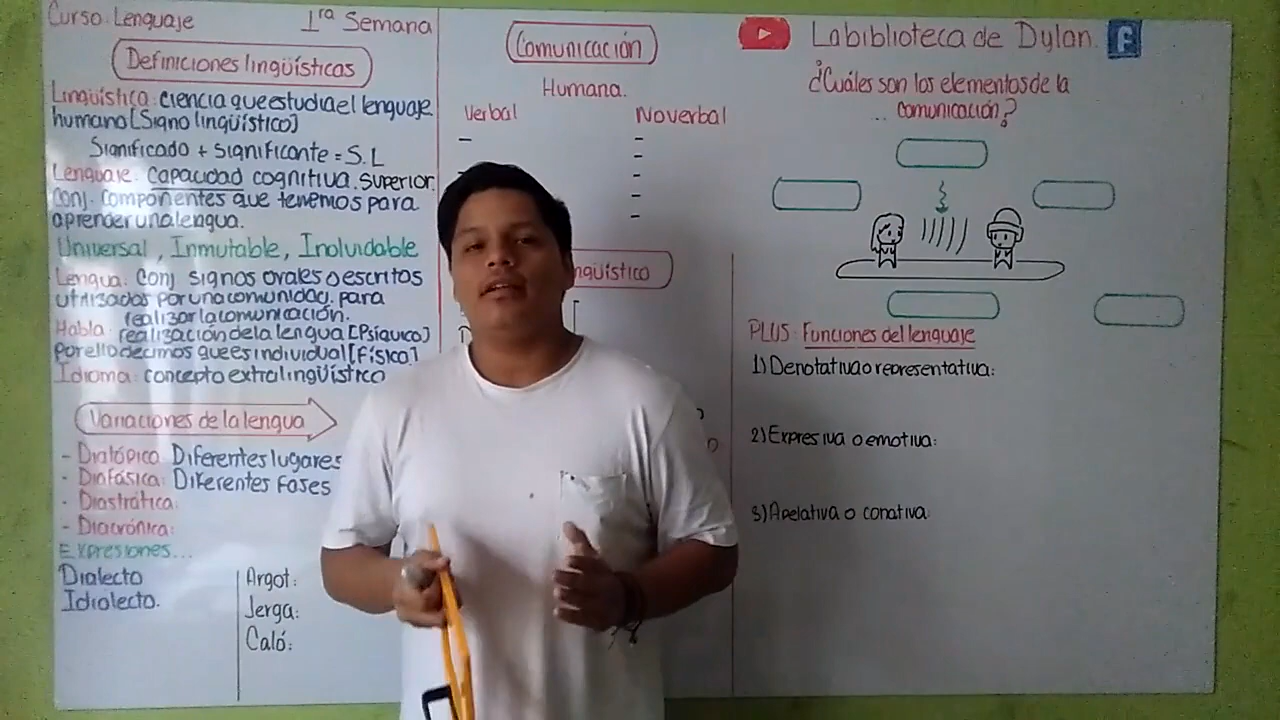 Curso: Lenguaje 1ra Semana
Definiciones lingüísticas
Lingüística: ciencia que estudia el lenguaje
humano [Signo lingüístico]
Significado + significante = S.L
Lenguaje: capacidad cognitiva superior.
Conj. componentes que tenemos para
aprender una lengua.
Universal, Inmutable, Inolvidable
Lengua: Conj signos orales o escritos
utilizados por una comunidad para
realizar la comunicación.
Habla: realización de la lengua [Psíquico]
por ello decimos que es individual [Físico]
Idioma: concepto extralingüístico
Variaciones de la lengua
- Diatópico Diferentes lugares
- Diafásica: Diferentes fases
- Diastrática:
- Diacrónica:
Expresiones...
Dialecto
Idiolecto.
Argot:
Jerga:
Caló:
Comunicación
Humana.
Verbal No verbal
-
-
-
-
-
ngüístico
Labiblioteca de Dylan. f
¿Cuáles son los elementos de la
... comunicación?
PLUS: Funciones del lenguaje
1) Denotativa o representativa:
2) Expresiva o emotiva:
3) Apelativa o conativa: